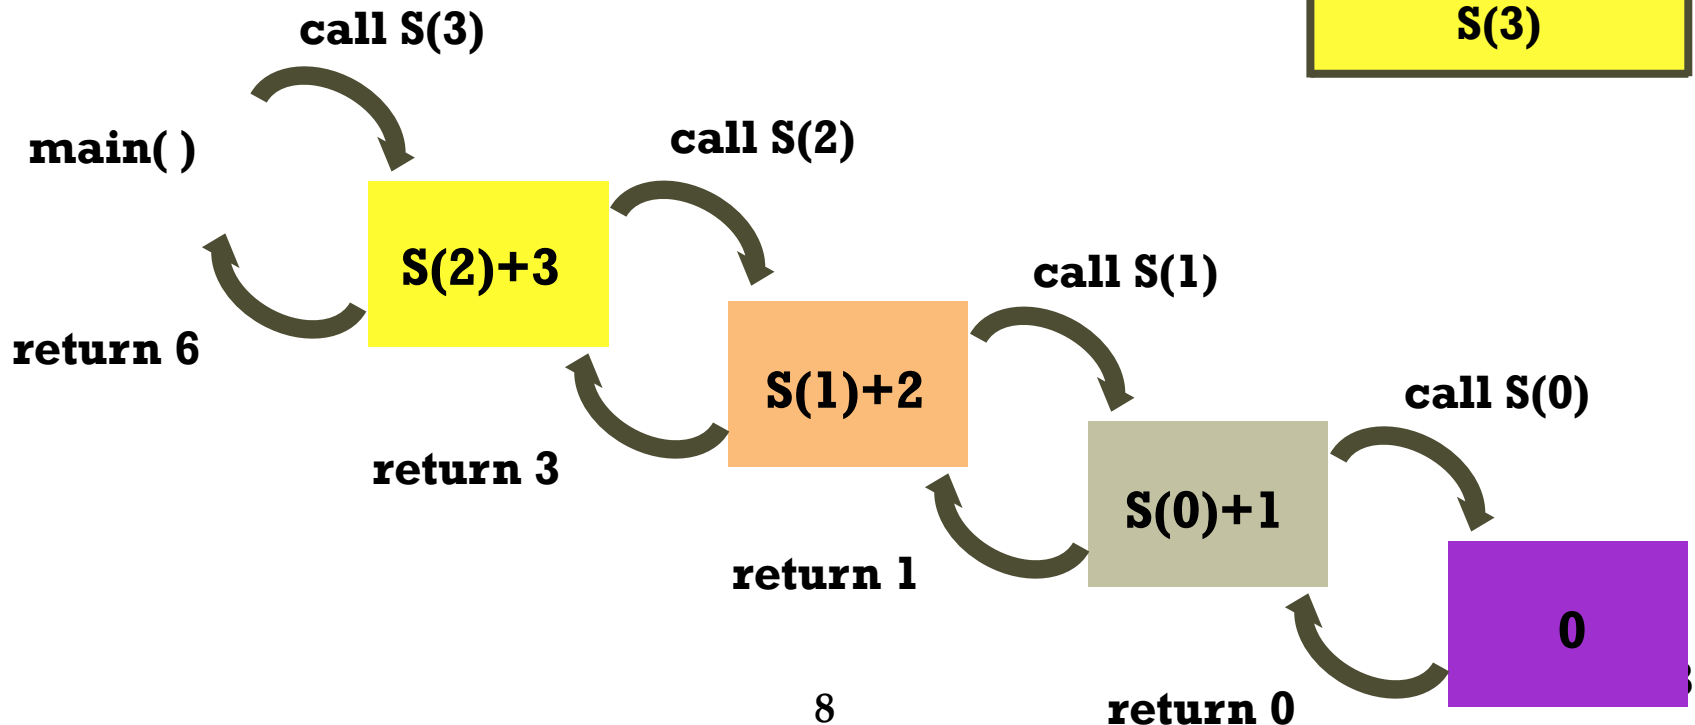 call S(3)
S(3)
main( )
call S(2)
S(2)+3
call S(1)
return 6
S(1)+2
call S(0)
return 3
S(0)+1
return 1
0
return 0
8